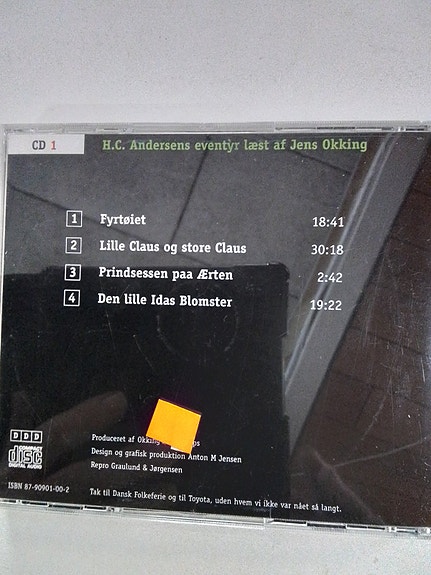 CD 1
H.C. Andersens eventyr læst af Jens Okking
1 Fyrtøiet 18:41
2 Lille Claus og store Claus 30:18
3 Prindsessen paa Ærten 2:42
4 Den lille Idas Blomster 19:22
DDD
COMPACT
disc
DIGITAL AUDIO
Produceret af Okking
Design og grafisk produktion Anton M Jensen
Repro Graulund & Jørgensen
ISBN 87-90901-00-2
Tak til Dansk Folkeferie og til Toyota, uden hvem vi ikke var nået så langt.